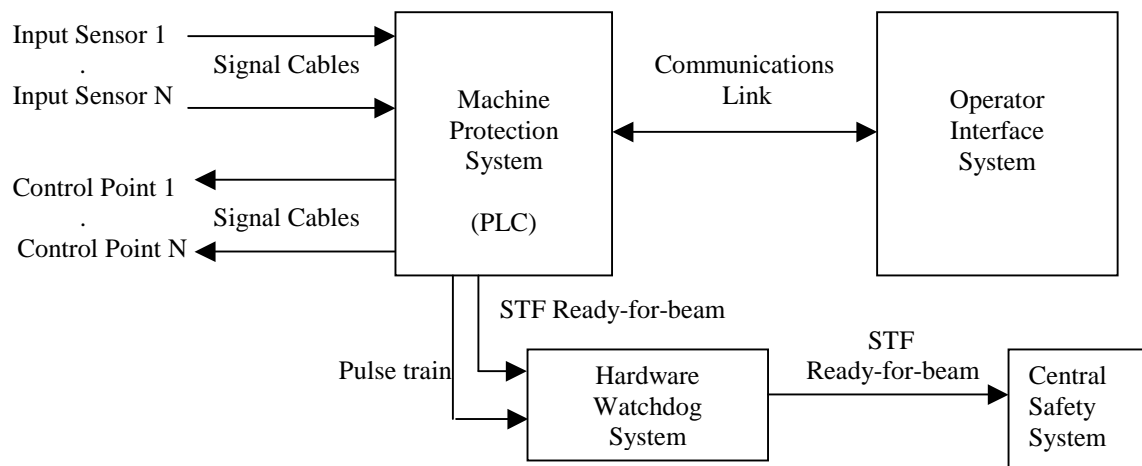 Input Sensor 1
.
Input Sensor N
Signal Cables
Control Point 1
.
Control Point N
Signal Cables
Machine
Protection
System
(PLC)
Communications
Link
Operator
Interface
System
STF Ready-for-beam
Pulse train
Hardware
Watchdog
System
STF
Ready-for-beam
Central
Safety
System